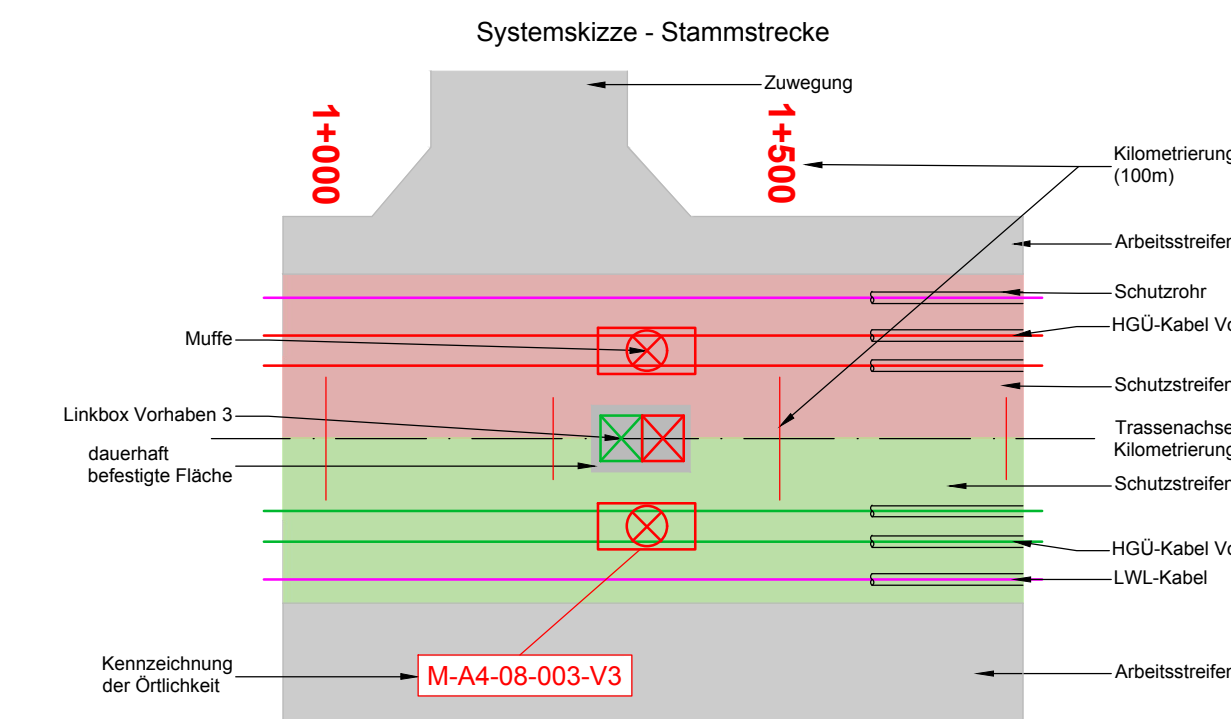 Systemskizze - Stammstrecke
Zuwegung
1+000
1+500
Kilometrierung
(100m)
Arbeitsstreifen
Schutzrohr
HGÜ-Kabel Vo
Schutzstreifen
Trassenachse
Kilometrierung
Schutzstreifen
HGÜ-Kabel Vo
LWL-Kabel
Arbeitsstreifen
Muffe
Linkbox Vorhaben 3
dauerhaft
befestigte Fläche
Kennzeichnung
der Örtlichkeit
M-A4-08-003-V3